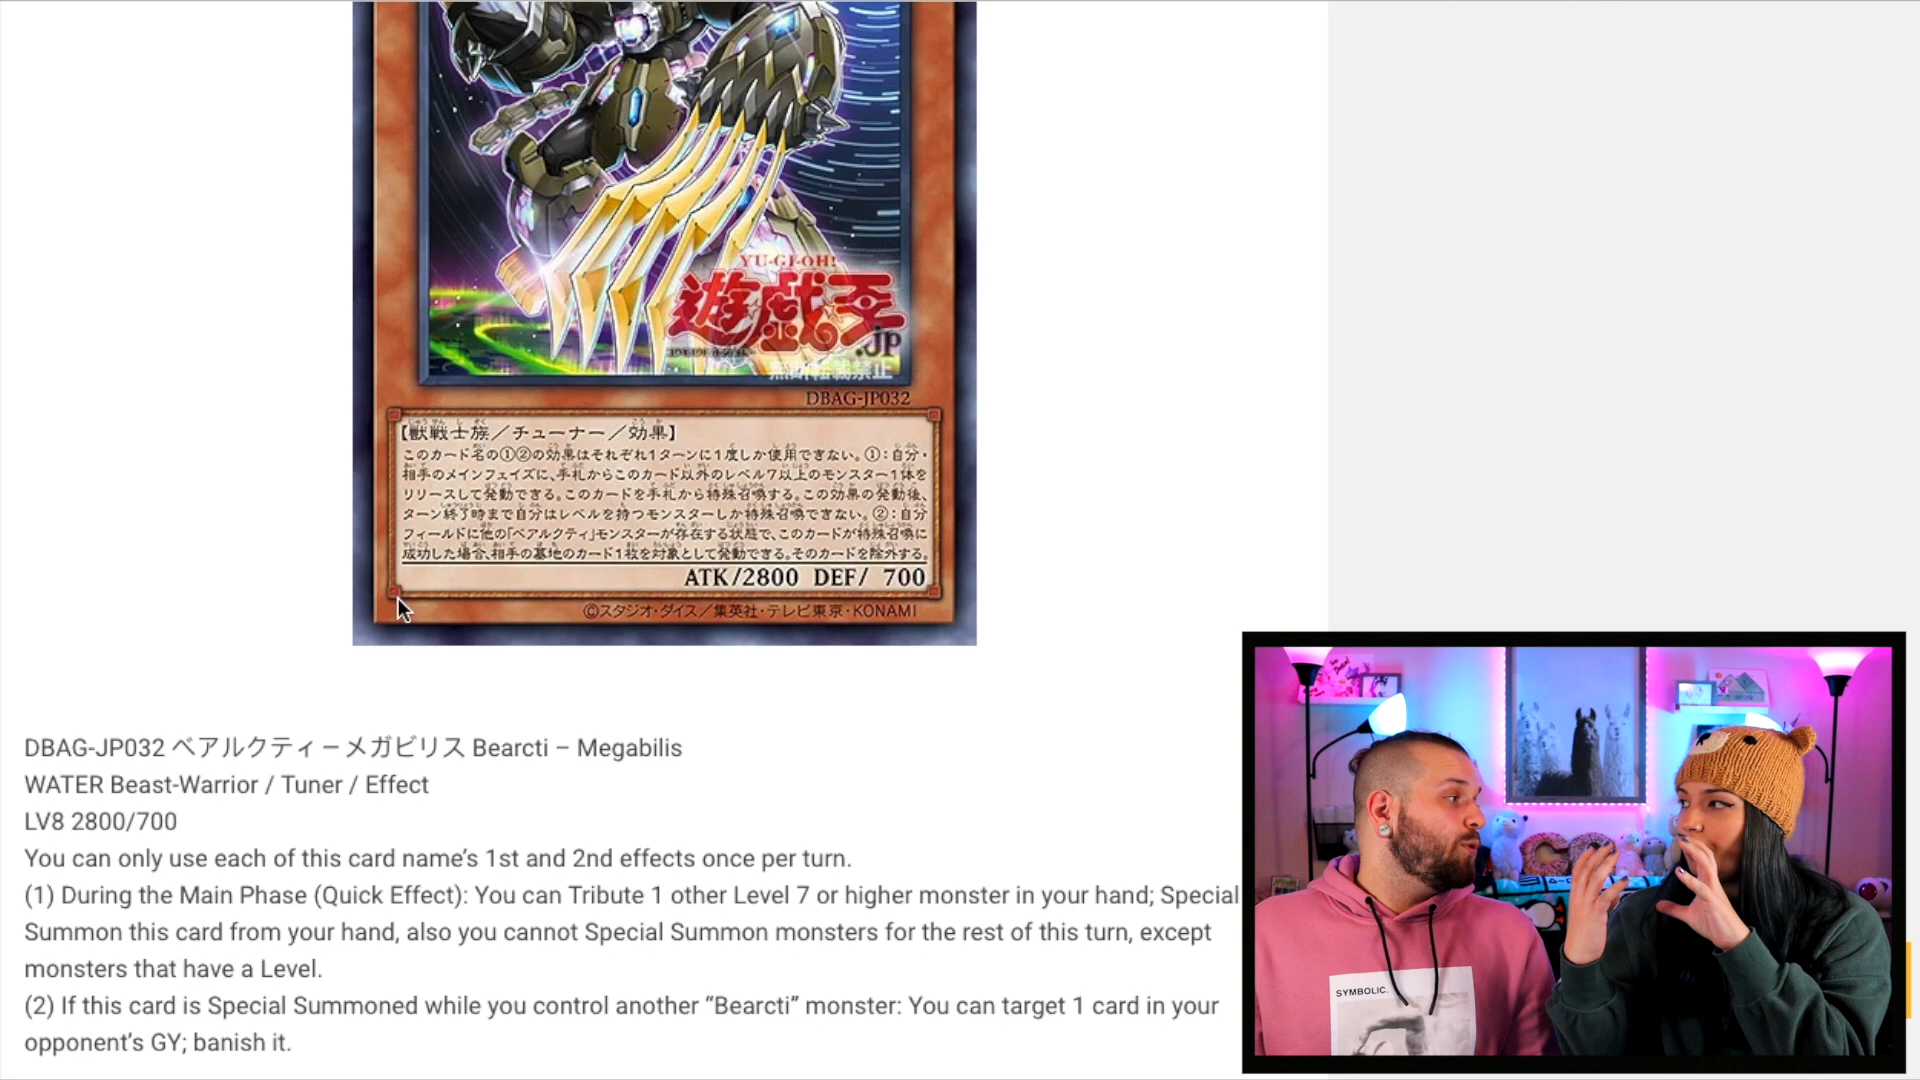 YU-GI-OH!
遊戯王
.jp
無断転載禁止
DBAG-JP032
【獣戦士族／チューナー／効果】
このカード名の①②の効果はそれぞれ1ターンに1度しか使用できない。①：自分・
相手のメインフェイズに、手札からこのカード以外のレベル7以上のモンスター1体を
リリースして発動できる。このカードを手札から特殊召喚する。この効果の発動後、
ターン終了時まで自分はレベルを持つモンスターしか特殊召喚できない。②：自分
フィールドに他の「ベアルクティ」モンスターが存在する状態で、このカードが特殊召喚に
成功した場合、相手の墓地のカード1枚を対象として発動できる。そのカードを除外する。
ATK/2800 DEF/ 700
©スタジオ・ダイス／集英社・テレビ東京・KONAMI
DBAG-JP032 ベアルクティ－メガビリス Bearcti – Megabilis
WATER Beast-Warrior / Tuner / Effect
LV8 2800/700
You can only use each of this card name’s 1st and 2nd effects once per turn.
(1) During the Main Phase (Quick Effect): You can Tribute 1 other Level 7 or higher monster in your hand; Special
Summon this card from your hand, also you cannot Special Summon monsters for the rest of this turn, except
monsters that have a Level.
(2) If this card is Special Summoned while you control another “Bearcti” monster: You can target 1 card in your
opponent’s GY; banish it.
SYMBOLIC.